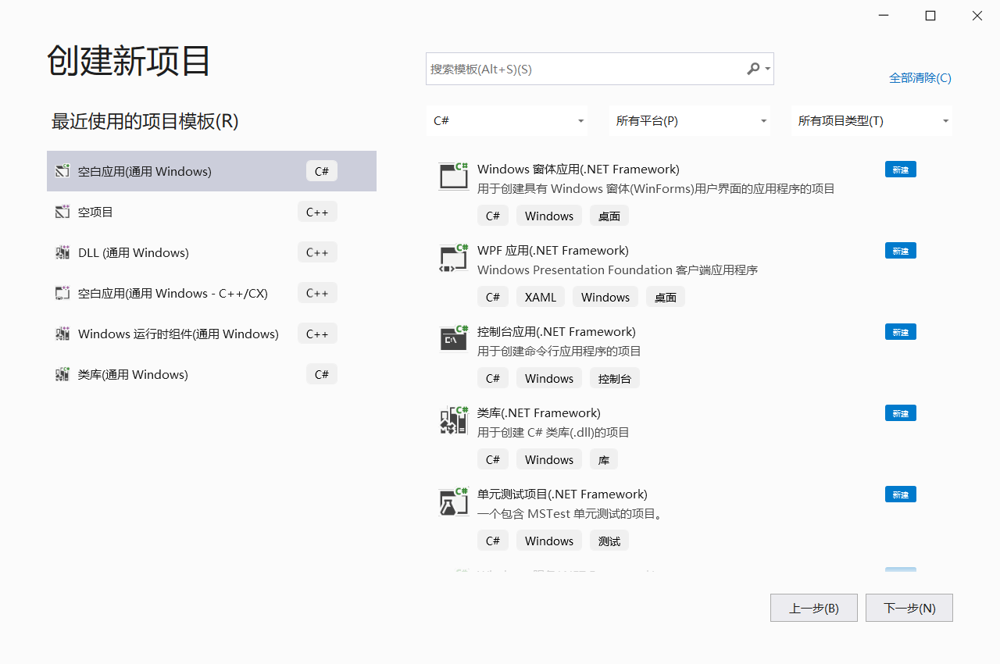 创建新项目
搜索模板(Alt+S)(S)
全部清除(C)
最近使用的项目模板(R)
C#
所有平台(P)
所有项目类型(T)
空白应用(通用 Windows)
C#
空项目
C++
DLL (通用 Windows)
C++
空白应用(通用 Windows - C++/CX)
C++
Windows 运行时组件(通用 Windows)
C++
类库(通用 Windows)
C#
Windows 窗体应用(.NET Framework)
新建
用于创建具有 Windows 窗体(WinForms)用户界面的应用程序的项目
C# Windows 桌面
WPF 应用(.NET Framework)
新建
Windows Presentation Foundation 客户端应用程序
C# XAML Windows 桌面
控制台应用(.NET Framework)
新建
用于创建命令行应用程序的项目
C# Windows 控制台
类库(.NET Framework)
新建
用于创建 C# 类库(.dll)的项目
C# Windows 库
单元测试项目(.NET Framework)
新建
一个包含 MSTest 单元测试的项目。
C# Windows 测试
上一步(B)
下一步(N)